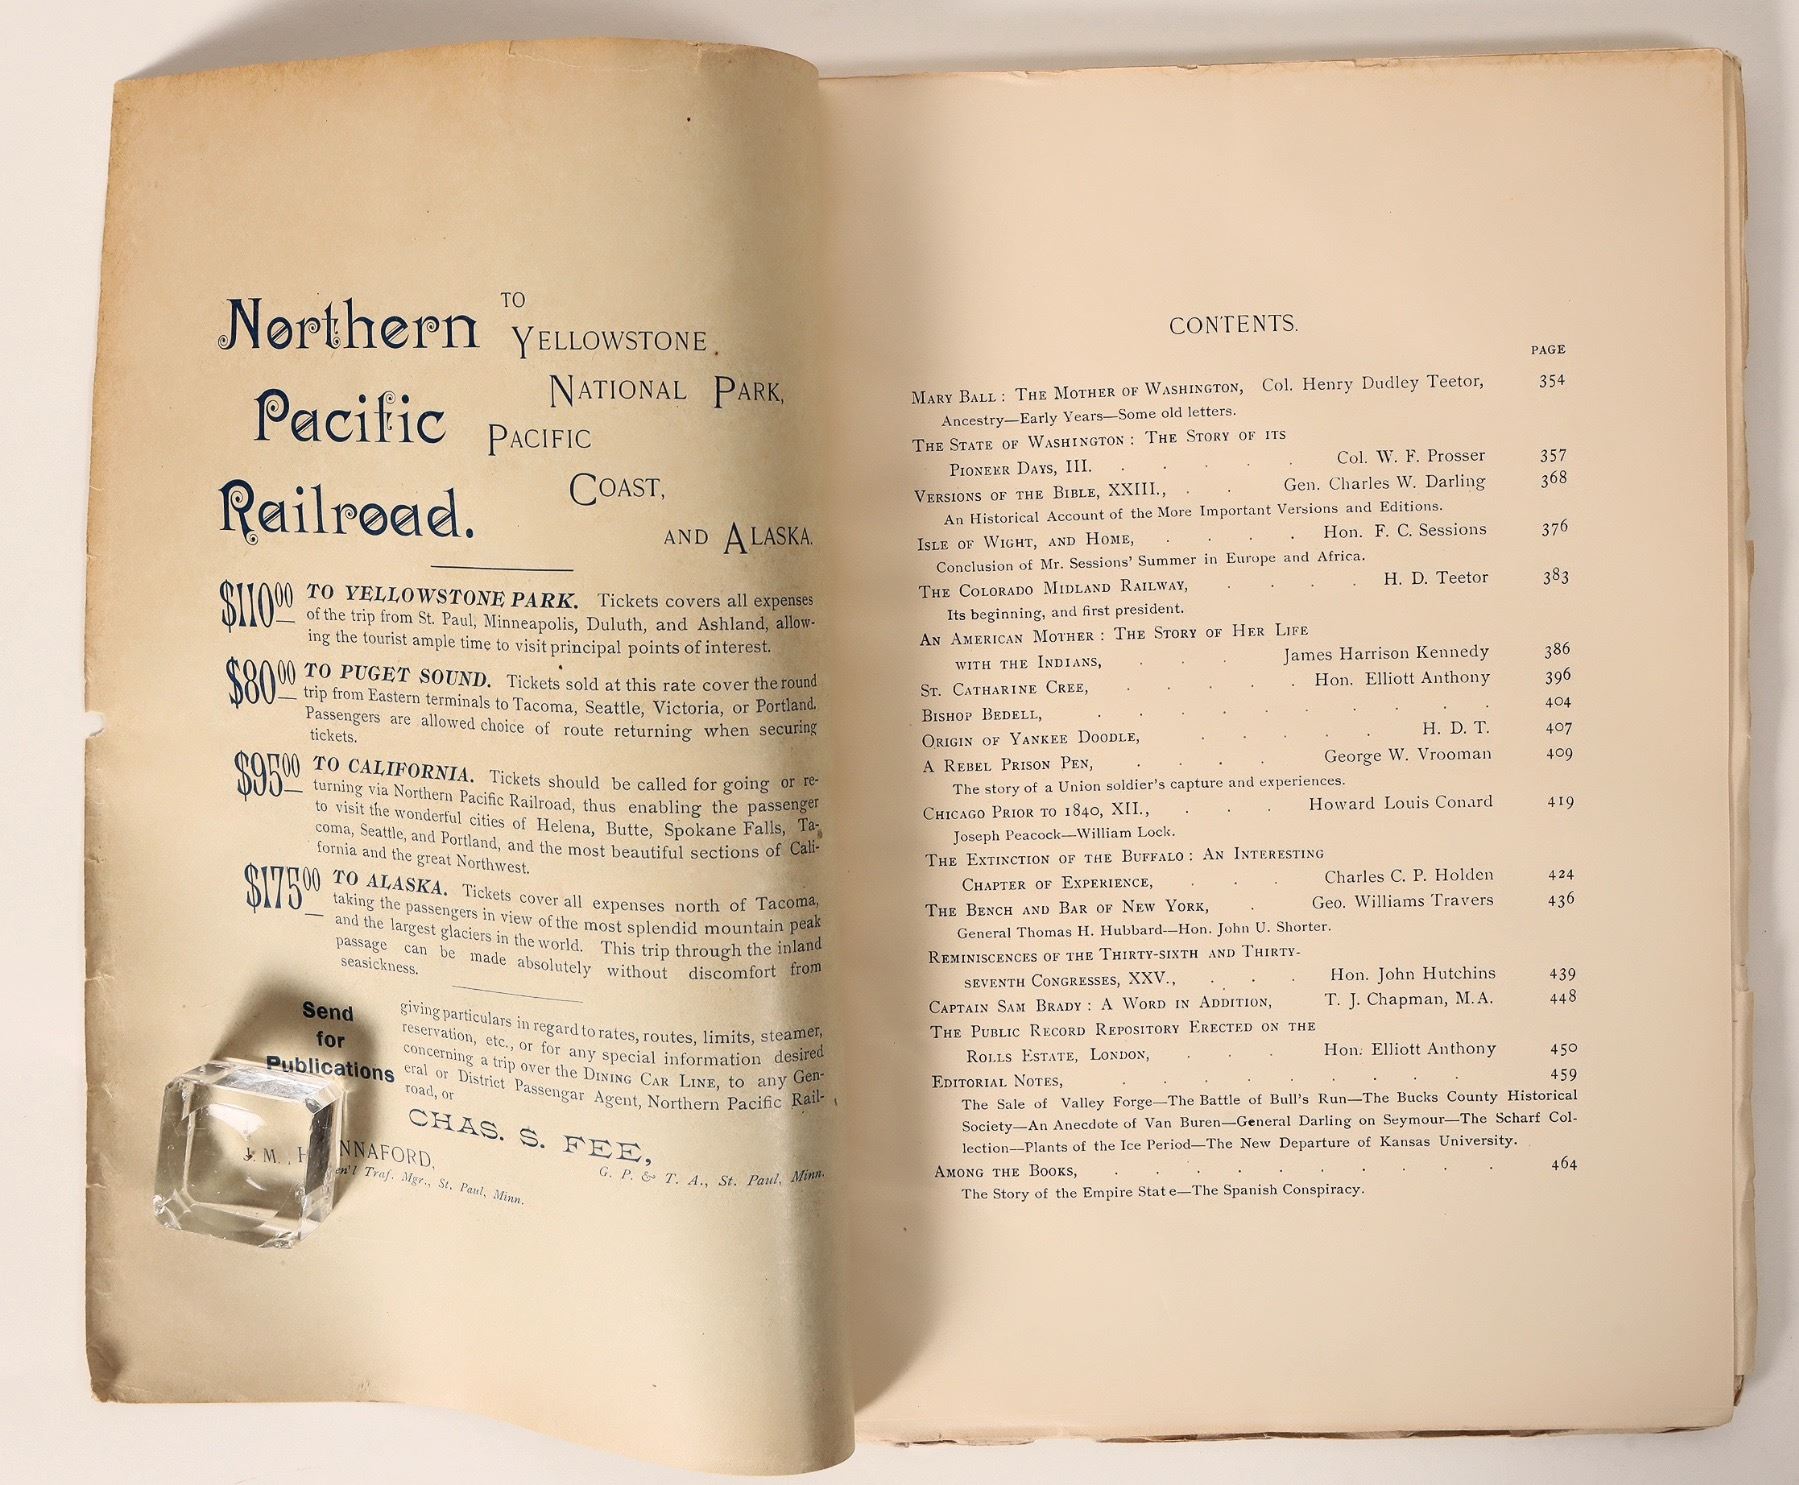 Northern
Pacific
Railroad.
TO
YELLOWSTONE
NATIONAL PARK,
PACIFIC
COAST,
AND ALASKA.
$110 00 TO YELLOWSTONE PARK. Tickets covers all expenses
of the trip from St. Paul, Minneapolis, Duluth, and Ashland, allow-
ing the tourist ample time to visit principal points of interest.
$80 00 TO PUGET SOUND. Tickets sold at this rate cover the round
trip from Eastern terminals to Tacoma, Seattle, Victoria, or Portland.
Passengers are allowed choice of route returning when securing
tickets.
$95 00 TO CALIFORNIA. Tickets should be called for going or re-
turning via Northern Pacific Railroad, thus enabling the passenger
to visit the wonderful cities of Helena, Butte, Spokane Falls, Ta-
coma, Seattle, and Portland, and the most beautiful sections of Cali-
fornia and the great Northwest.
$175 00 TO ALASKA. Tickets cover all expenses north of Tacoma,
taking the passengers in view of the most splendid mountain peak
and the largest glaciers in the world. This trip through the inland
passage can be made absolutely without discomfort from
seasickness.
Send
for
Publications
giving particulars in regard to rates, routes, limits, steamer,
reservation, etc., or for any special information desired
concerning a trip over the DINING CAR LINE, to any Gen-
eral or District Passengar Agent, Northern Pacific Rail-
road, or
CHAS. S. FEE,
G. P. & T. A., St. Paul, Minn.
Traf. Mgr., St. Paul, Minn.
CONTENTS.
PAGE
MARY BALL: THE MOTHER OF WASHINGTON, Col. Henry Dudley Teetor, 354
Ancestry—Early Years—Some old letters.
THE STATE OF WASHINGTON: THE STORY OF ITS
PIONEER DAYS, III. . . . . . Col. W. F. Prosser 357
VERSIONS OF THE BIBLE, XXIII., . . Gen. Charles W. Darling 368
An Historical Account of the More Important Versions and Editions.
ISLE OF WIGHT, AND HOME, . . . . Hon. F. C. Sessions 376
Conclusion of Mr. Sessions' Summer in Europe and Africa.
THE COLORADO MIDLAND RAILWAY, . . . . H. D. Teetor 383
Its beginning, and first president.
AN AMERICAN MOTHER: THE STORY OF HER LIFE
WITH THE INDIANS, . . . James Harrison Kennedy 386
ST. CATHARINE CREE, . . . . . Hon. Elliott Anthony 396
BISHOP BEDELL, . . . . . . . . . . 404
ORIGIN OF YANKEE DOODLE, . . . . . H. D. T. 407
A REBEL PRISON PEN, . . . . . George W. Vrooman 409
The story of a Union soldier's capture and experiences.
CHICAGO PRIOR TO 1840, XII., . . . Howard Louis Conard 419
Joseph Peacock—William Lock.
THE EXTINCTION OF THE BUFFALO: AN INTERESTING
CHAPTER OF EXPERIENCE, . . . Charles C. P. Holden 424
THE BENCH AND BAR OF NEW YORK, . Geo. Williams Travers 436
General Thomas H. Hubbard—Hon. John U. Shorter.
REMINISCENCES OF THE THIRTY-SIXTH AND THIRTY-
SEVENTH CONGRESSES, XXV., . . . Hon. John Hutchins 439
CAPTAIN SAM BRADY: A WORD IN ADDITION, T. J. Chapman, M.A. 448
THE PUBLIC RECORD REPOSITORY ERECTED ON THE
ROLLS ESTATE, LONDON, . . . Hon. Elliott Anthony 450
EDITORIAL NOTES, . . . . . . . . . 459
The Sale of Valley Forge—The Battle of Bull's Run—The Bucks County Historical
Society—An Anecdote of Van Buren—General Darling on Seymour—The Scharf Col-
lection—Plants of the Ice Period—The New Departure of Kansas University.
AMONG THE BOOKS, . . . . . . . . . 464
The Story of the Empire State—The Spanish Conspiracy.